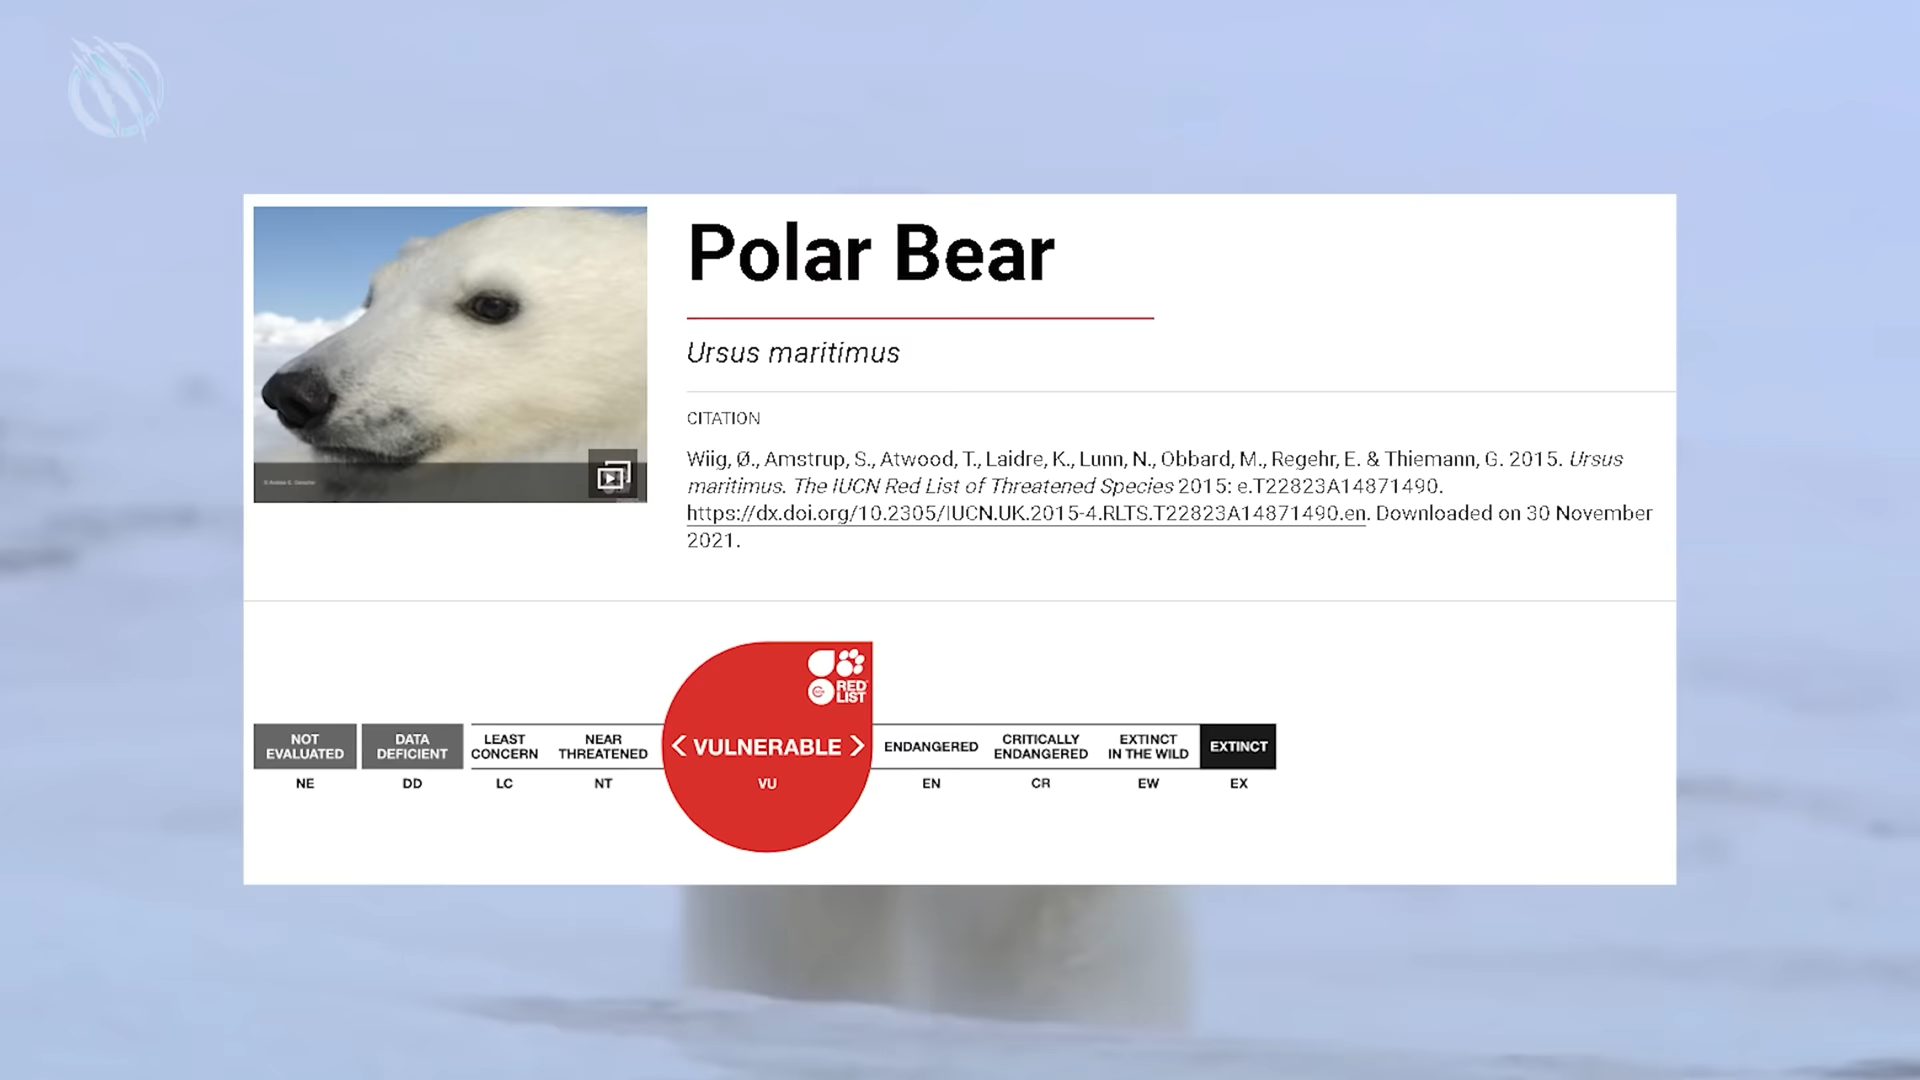 Polar Bear
Ursus maritimus
CITATION
Wiig, Ø., Amstrup, S., Atwood, T., Laidre, K., Lunn, N., Obbard, M., Regehr, E. & Thiemann, G. 2015. Ursus
maritimus. The IUCN Red List of Threatened Species 2015: e.T22823A14871490.
https://dx.doi.org/10.2305/IUCN.UK.2015-4.RLTS.T22823A14871490.en. Downloaded on 30 November
2021.
RED
LIST
NOT
EVALUATED
NE
DATA
DEFICIENT
DD
LEAST
CONCERN
LC
NEAR
THREATENED
NT
< VULNERABLE >
VU
ENDANGERED
EN
CRITICALLY
ENDANGERED
CR
EXTINCT
IN THE WILD
EW
EXTINCT
EX